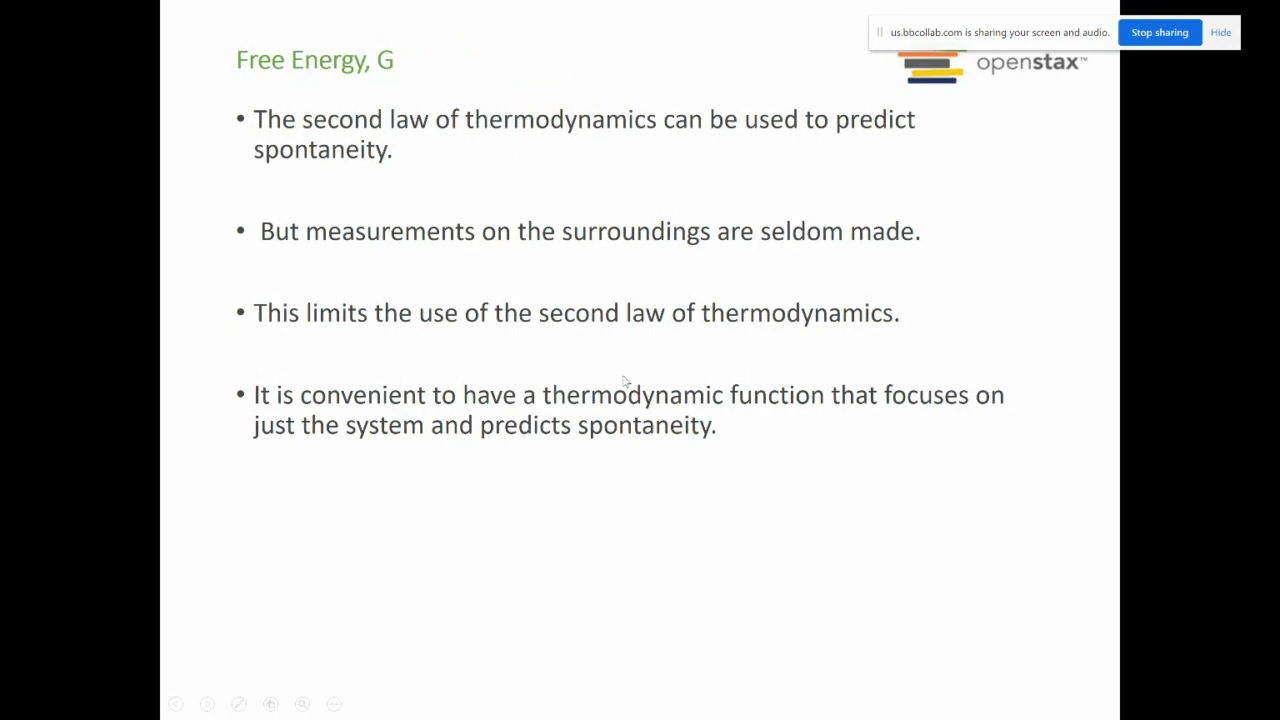 us.bbcollab.com is sharing your screen and audio. Stop sharing Hide
Free Energy, G
openstax™
• The second law of thermodynamics can be used to predict
spontaneity.
• But measurements on the surroundings are seldom made.
• This limits the use of the second law of thermodynamics.
• It is convenient to have a thermodynamic function that focuses on
just the system and predicts spontaneity.